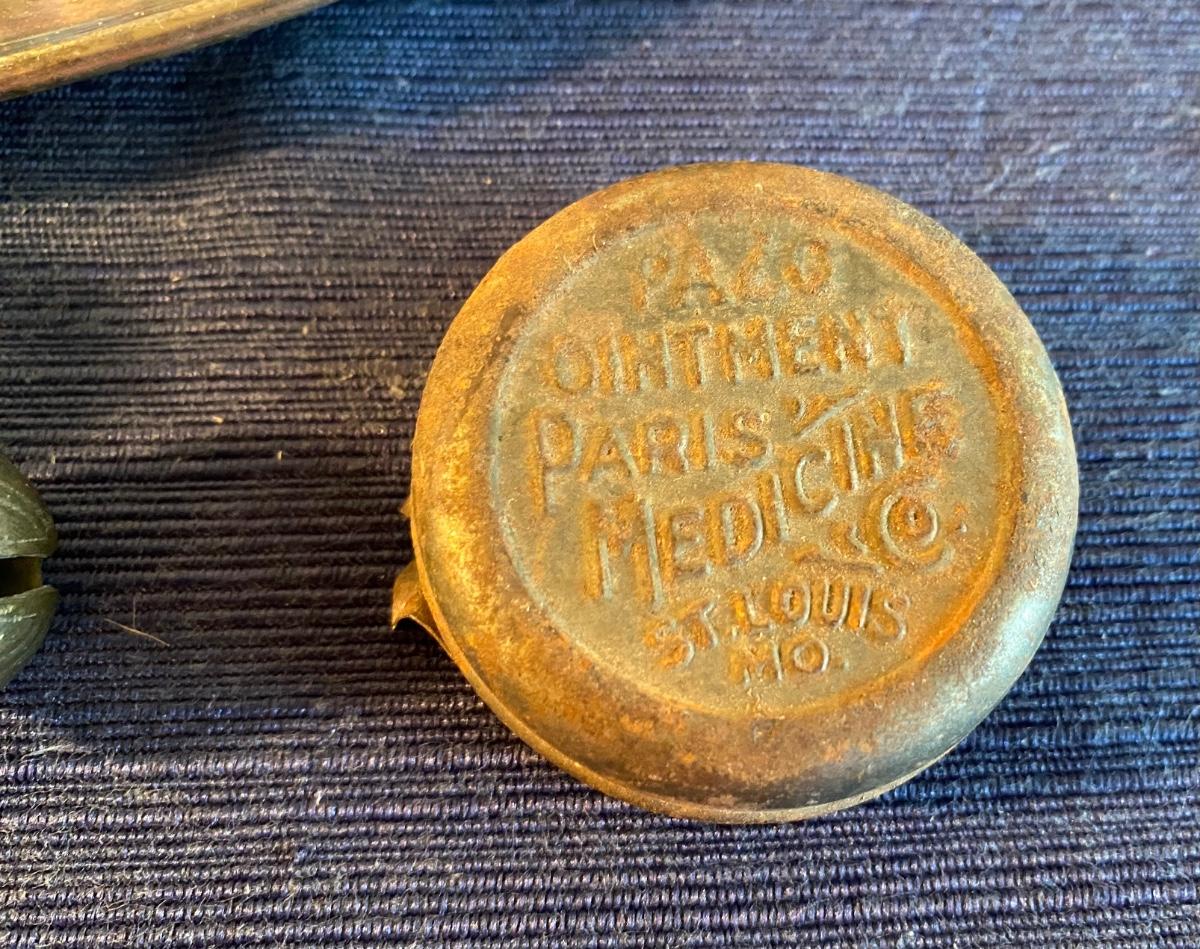 PAZO
OINTMENT
PARIS
MEDICINE
Co.
ST. LOUIS
MO.